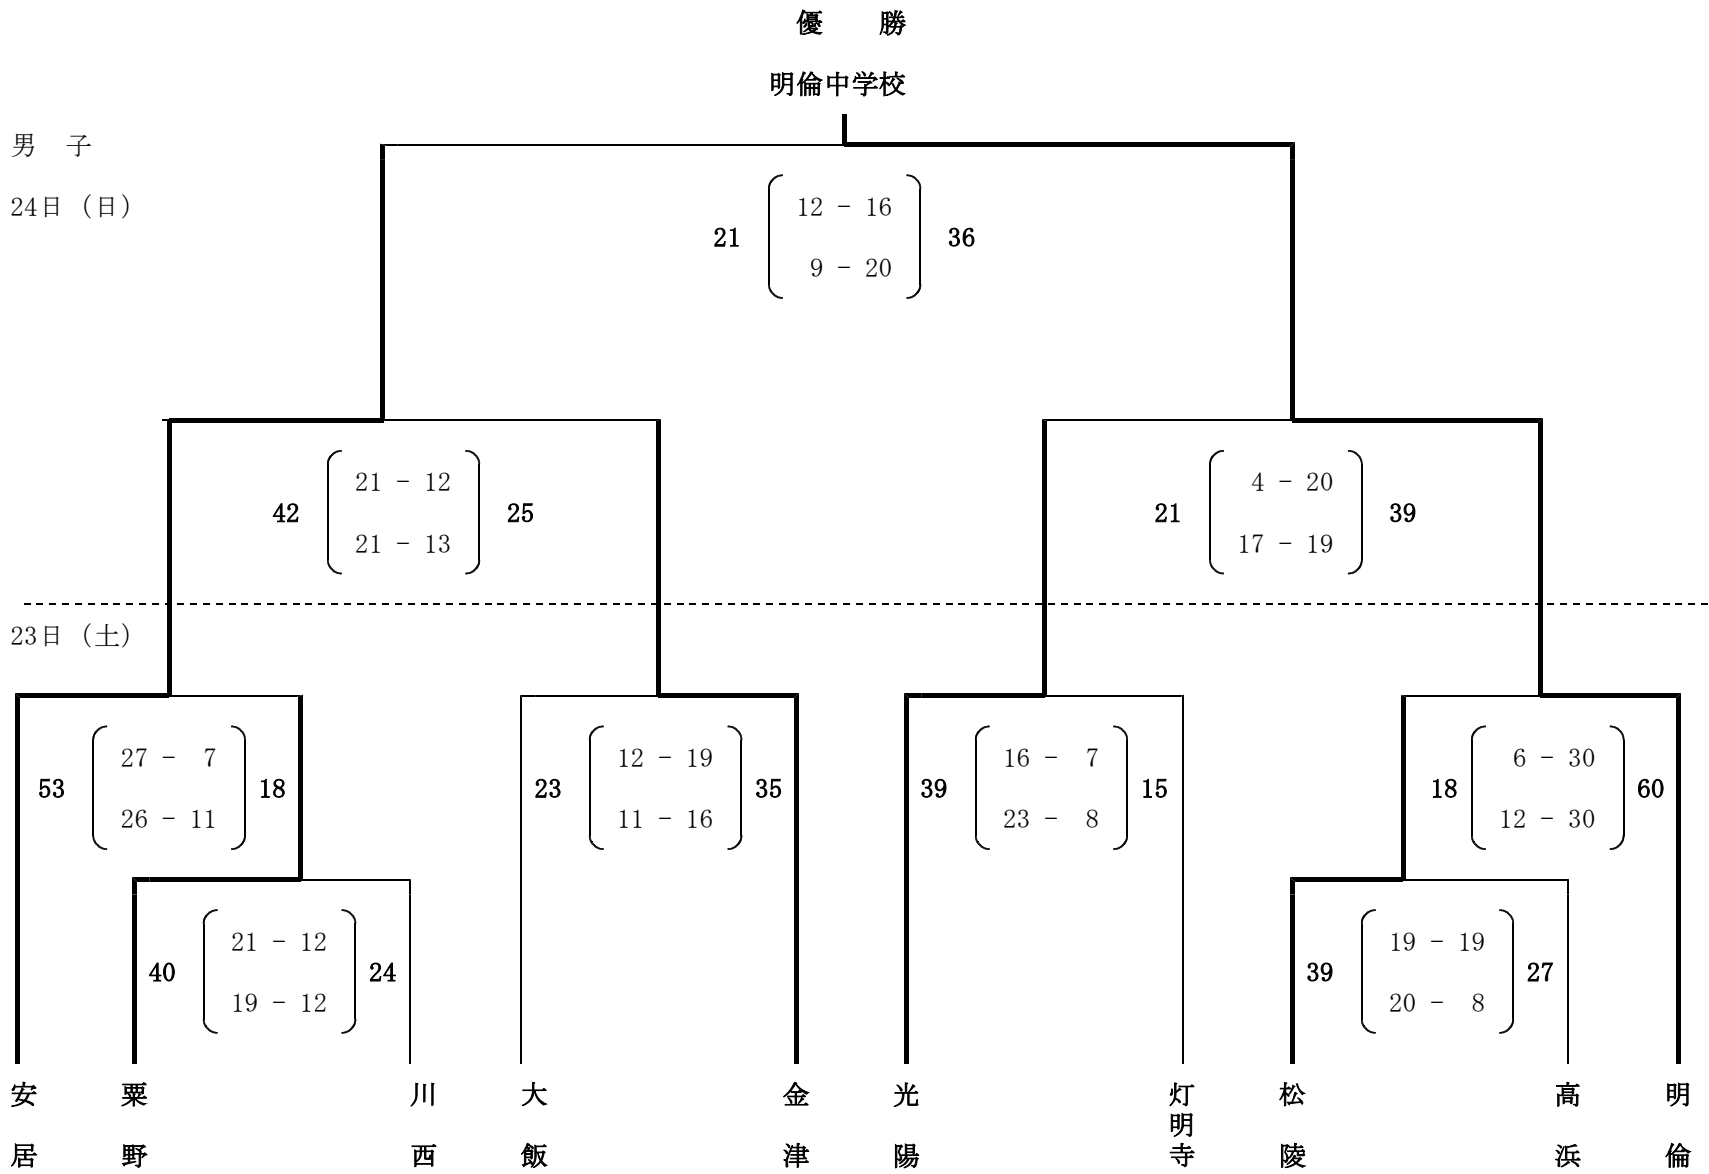 優　勝
明倫中学校
男　子
24日（日）
12 － 16
21 36
9 － 20
21 － 12
4 － 20
42 25
21 39
21 － 13
17 － 19
23日（土）
27 － 7
12 － 19
16 － 7
6 － 30
53 18
23 35
39 15
18 60
26 － 11
11 － 16
23 － 8
12 － 30
21 － 12
19 － 19
40 24
39 27
19 － 12
20 － 8
安居
粟野
川西
大飯
金津
光陽
灯明寺
松陵
高浜
明倫